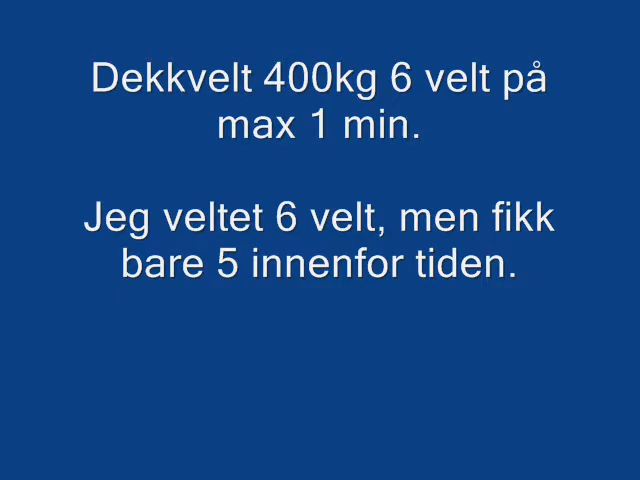 Dekkvelt 400kg 6 velt på
max 1 min.
Jeg veltet 6 velt, men fikk
bare 5 innenfor tiden.